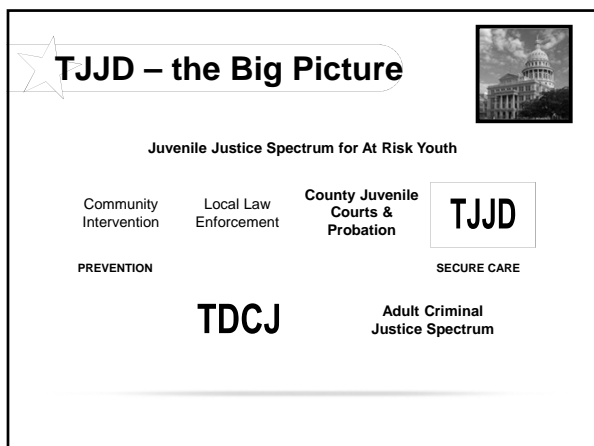 TJJD – the Big Picture
Juvenile Justice Spectrum for At Risk Youth
Community
Intervention
Local Law
Enforcement
County Juvenile
Courts &
Probation
TJJD
PREVENTION
SECURE CARE
TDCJ
Adult Criminal
Justice Spectrum